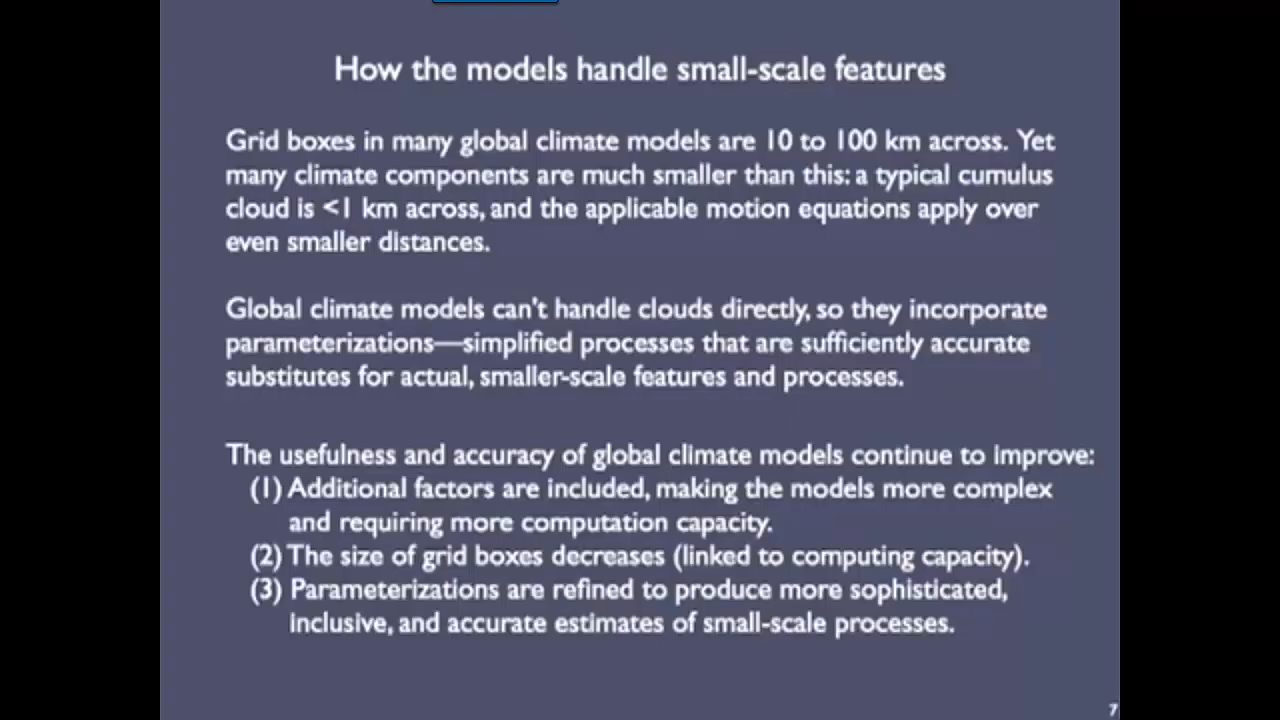 How the models handle small-scale features
Grid boxes in many global climate models are 10 to 100 km across. Yet
many climate components are much smaller than this: a typical cumulus
cloud is <1 km across, and the applicable motion equations apply over
even smaller distances.
Global climate models can't handle clouds directly, so they incorporate
parameterizations—simplified processes that are sufficiently accurate
substitutes for actual, smaller-scale features and processes.
The usefulness and accuracy of global climate models continue to improve:
(1) Additional factors are included, making the models more complex
and requiring more computation capacity.
(2) The size of grid boxes decreases (linked to computing capacity).
(3) Parameterizations are refined to produce more sophisticated,
inclusive, and accurate estimates of small-scale processes.
7